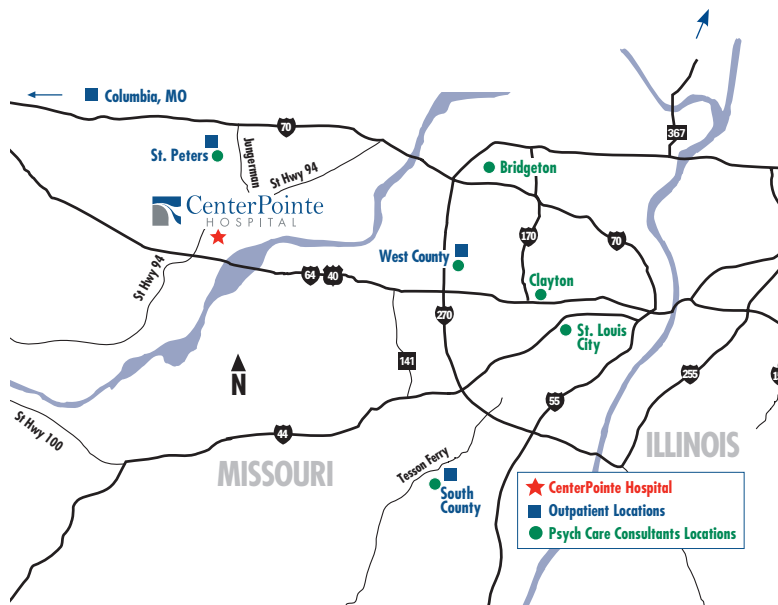 Columbia, MO
70
367
St. Peters
Jungerman
St Hwy 94
Bridgeton
CenterPointe
HOSPITAL
170
70
West County
St Hwy 94
64
40
Clayton
270
St. Louis
City
141
N
255
55
St Hwy 100
44
MISSOURI
ILLINOIS
Tesson Ferry
South
County
CenterPointe Hospital
Outpatient Locations
Psych Care Consultants Locations